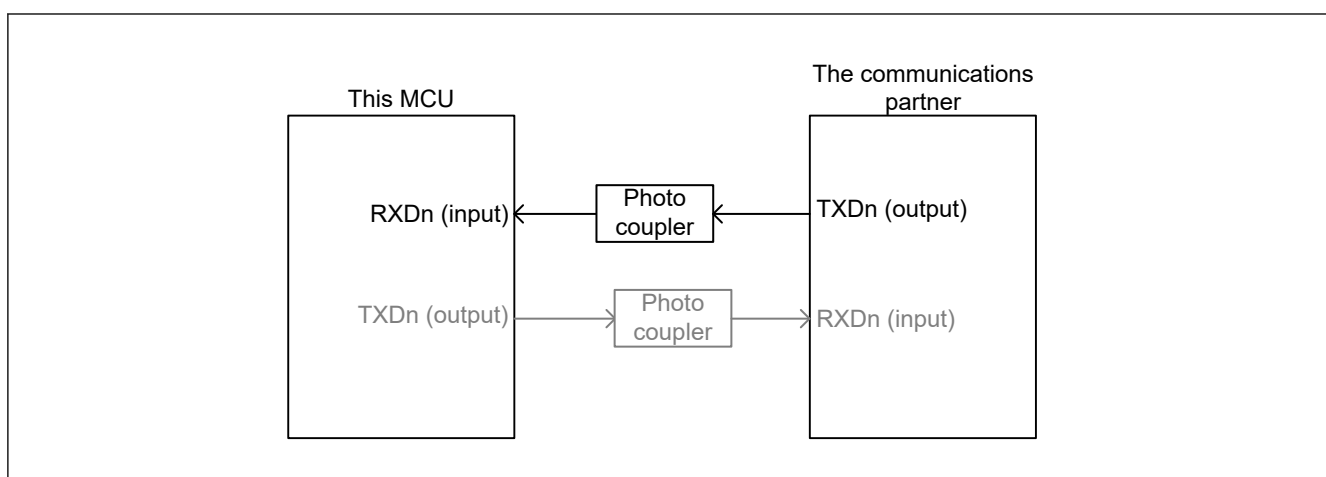 The communications
partner
This MCU
Photo
coupler
RXDn (input)
TXDn (output)
Photo
coupler
TXDn (output)
RXDn (input)